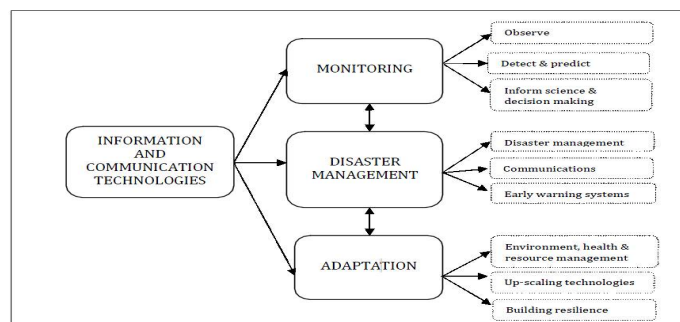 INFORMATION
AND
COMMUNICATION
TECHNOLOGIES
MONITORING
Observe
Detect & predict
Inform science &
decision making
DISASTER
MANAGEMENT
Disaster management
Communications
Early warning systems
ADAPTATION
Environment, health &
resource management
Up-scaling technologies
Building resilience